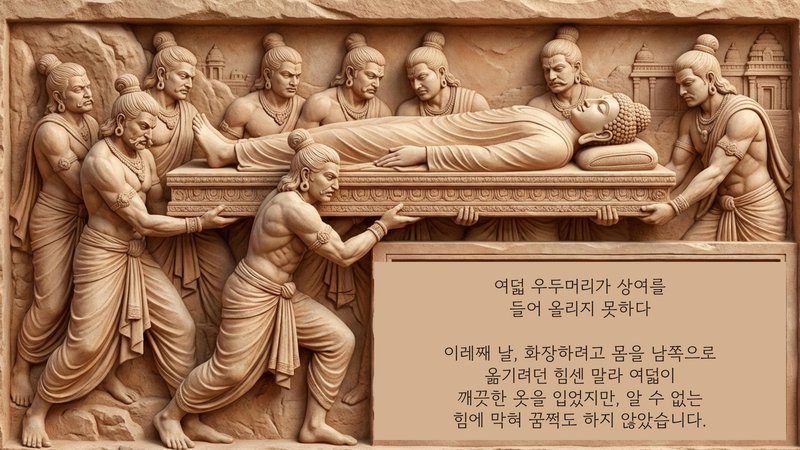 여덟 우두머리가 상여를
들어 올리지 못하다
이레째 날, 화장하려고 몸을 남쪽으로
옮기려던 힘센 말라 여덟이
깨끗한 옷을 입었지만, 알 수 없는
힘에 막혀 꿈쩍도 하지 않았습니다.